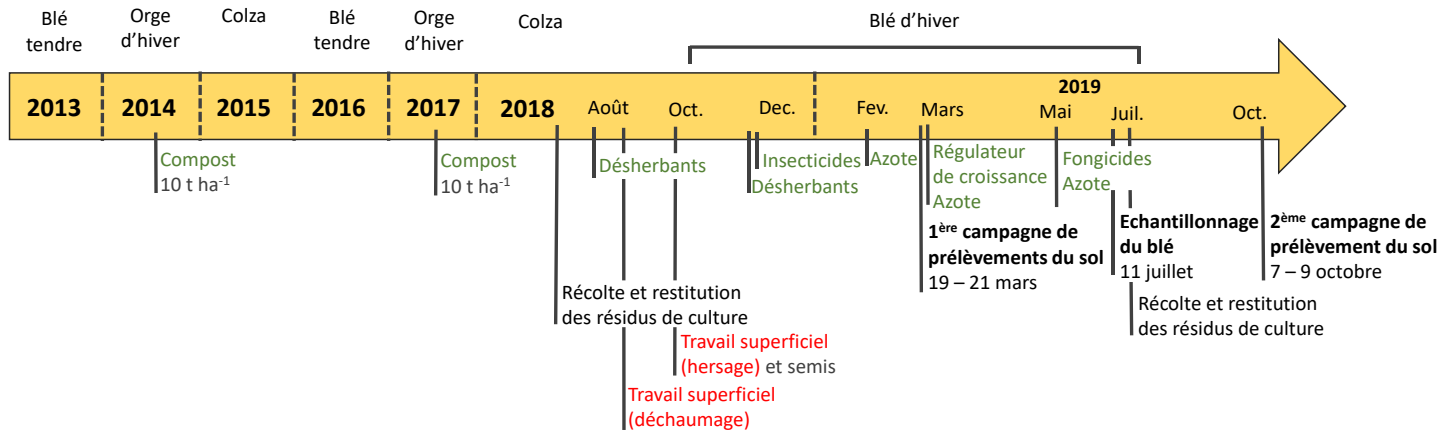 Blé
tendre
Orge
d'hiver
Colza
Blé
tendre
Orge
d'hiver
Colza
Blé d'hiver
2013
2014
2015
2016
2017
2018
Août
Oct.
Dec.
Fev.
Mars
2019
Mai
Juil.
Oct.
Compost
10 t ha⁻¹
Compost
10 t ha⁻¹
Désherbants
Insecticides
Désherbants
Azote
Régulateur
de croissance
Azote
Fongicides
Azote
1ère campagne de
prélèvements du sol
19 – 21 mars
Echantillonnage
du blé
11 juillet
2ème campagne de
prélèvement du sol
7 – 9 octobre
Récolte et restitution
des résidus de culture
Récolte et restitution
des résidus de culture
Travail superficiel
(hersage) et semis
Travail superficiel
(déchaumage)